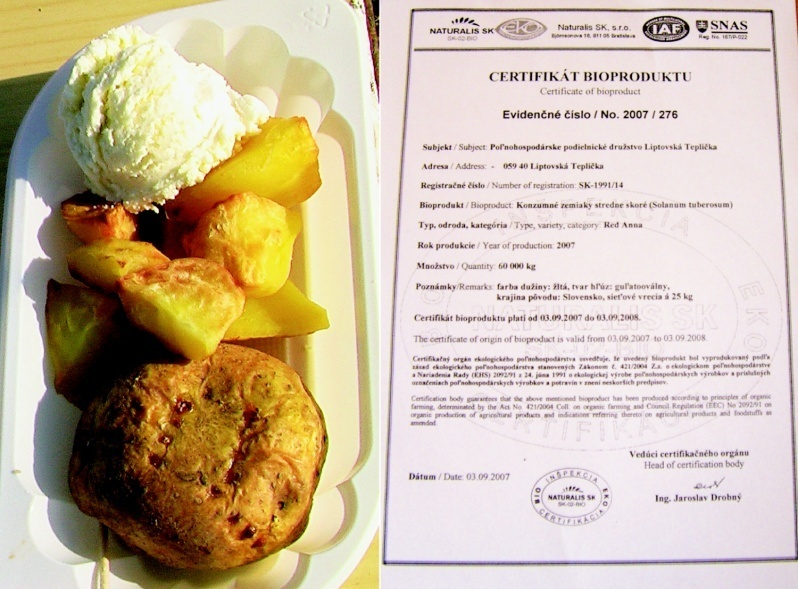 NATURALIS SK
SK-02-BIO
EKO
Naturalis SK, s.r.o.
811 05 Bratislava
IAF
SNAS
Reg. No. 167/P-022
CERTIFIKÁT BIOPRODUKTU
Certificate of bioproduct
Evidenčné číslo / No. 2007 / 276
Subjekt / Subject: Poľnohospodárske podielnické družstvo Liptovská Teplička
Adresa / Address: - 059 40 Liptovská Teplička
Registračné číslo / Number of registration: SK-1991/14
Bioprodukt / Bioproduct: Konzumné zemiaky stredne skoré (Solanum tuberosum)
Typ, odroda, kategória / Type, variety, category: Red Anna
Rok produkcie / Year of production: 2007
Množstvo / Quantity: 60 000 kg
Poznámky/Remarks: farba dužiny: žltá, tvar hľúz: guľatooválny,
krajina pôvodu: Slovensko, sieťové vrecia á 25 kg
Certifikát bioproduktu platí od 03.09.2007 do 03.09.2008.
The certificate of origin of bioproduct is valid from 03.09.2007 to 03.09.2008.
Certifikačný orgán ekologického poľnohospodárstva osvedčuje, že uvedený bioprodukt bol vyprodukovaný podľa
zásad ekologického poľnohospodárstva stanovených Zákonom č. 421/2004 Z.z. o ekologickom poľnohospodárstve
a Nariadenia Rady (EHS) 2092/91 z 24. júna 1991 o ekologickej výrobe poľnohospodárskych výrobkov a príslušných
označeniach poľnohospodárskych výrobkov a potravín v znení neskorších predpisov.
Certification body guarantees that the above mentioned bioproduct has been produced according to principles of organic
farming, determinated by the Act No. 421/2004 Coll. on organic farming and Council Regulation (EEC) No 2092/91 on
organic production of agricultural products and indications referring thereto on agricultural products and foodstuffs as
amended.
Vedúci certifikačného orgánu
Head of certification body
Dátum / Date: 03.09.2007
INŠPEKCIA
BIO
EKO
NATURALIS SK
SK-02-BIO
CERTIFIKÁCIA
Ing. Jaroslav Drobný
INŠPEKCIA
EKO
NATURALIS SK